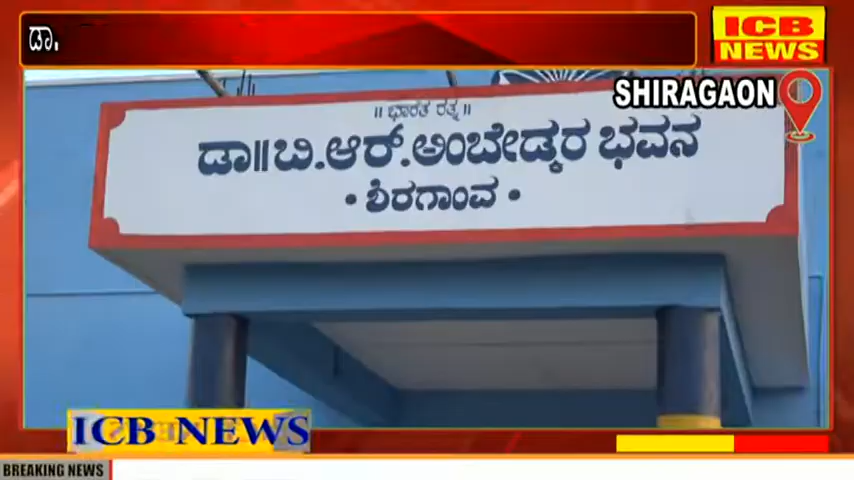 ಡಾ.
ICB
NEWS
SHIRAGAON
॥ ಭಾರತ ರತ್ನ ॥
ಡಾ॥ಬಿ.ಆರ್.ಅಂಬೇಡ್ಕರ ಭವನ
• ಶಿರಗಾಂವ •
ICB NEWS
BREAKING NEWS